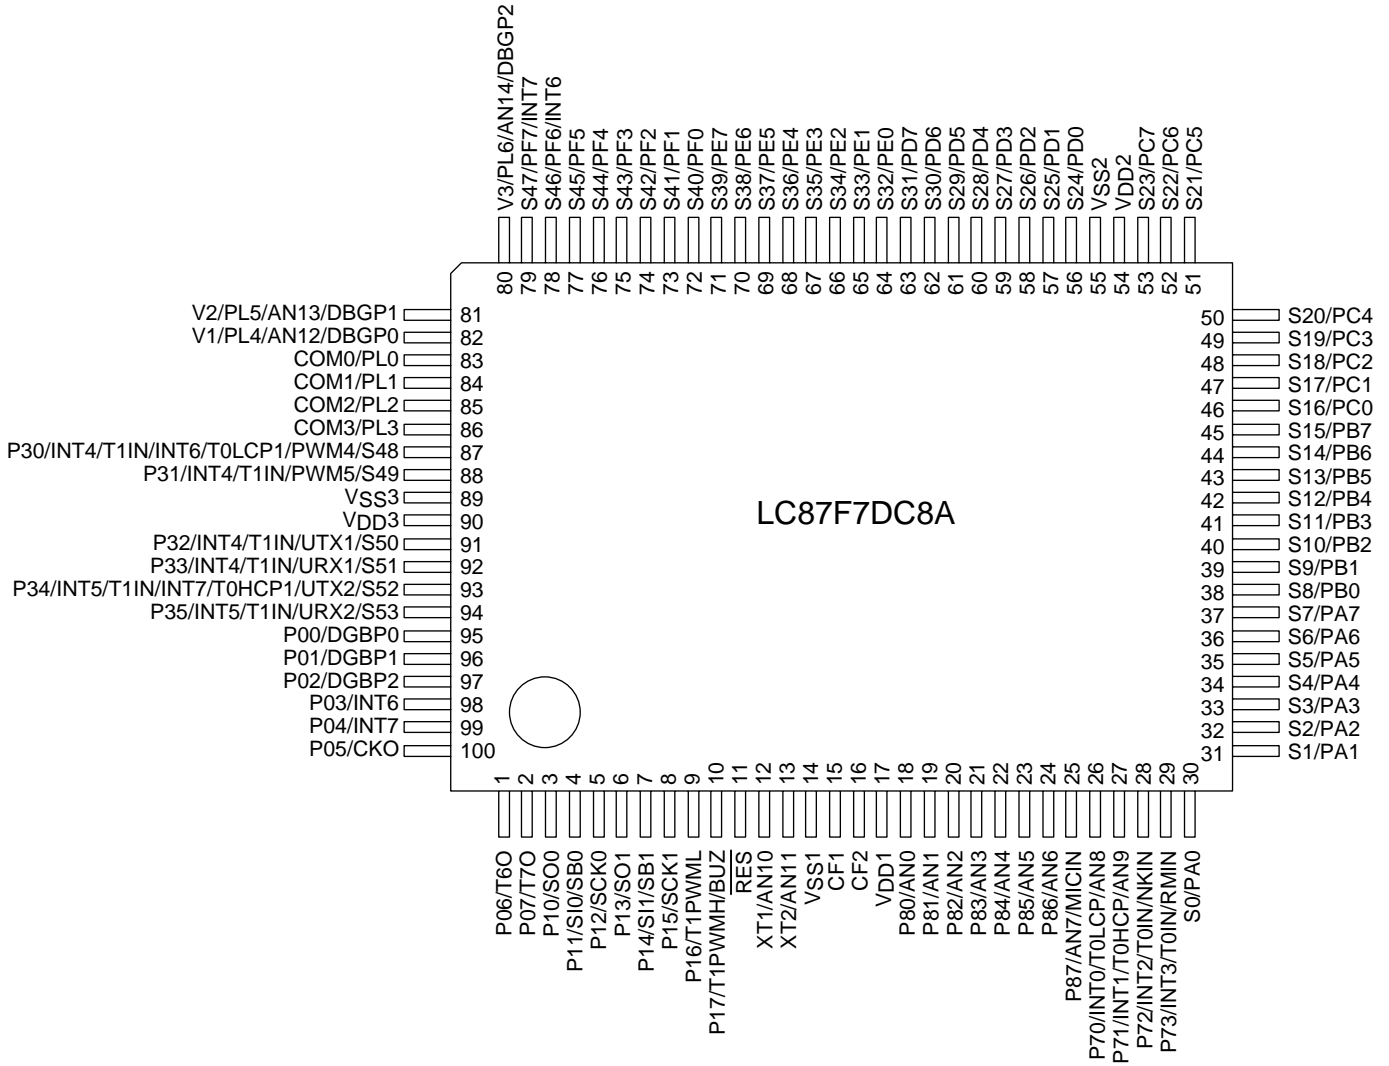 V3/PL6/AN14/DBGP2
S47/PF7/INT7
S46/PF6/INT6
S45/PF5
S44/PF4
S43/PF3
S42/PF2
S41/PF1
S40/PF0
S39/PE7
S38/PE6
S37/PE5
S36/PE4
S35/PE3
S34/PE2
S33/PE1
S32/PE0
S31/PD7
S30/PD6
S29/PD5
S28/PD4
S27/PD3
S26/PD2
S25/PD1
S24/PD0
VSS2
VDD2
S23/PC7
S22/PC6
S21/PC5
80
79
78
77
76
75
74
73
72
71
70
69
68
67
66
65
64
63
62
61
60
59
58
57
56
55
54
53
52
51
V2/PL5/AN13/DBGP1 81
V1/PL4/AN12/DBGP0 82
COM0/PL0 83
COM1/PL1 84
COM2/PL2 85
COM3/PL3 86
P30/INT4/T1IN/INT6/T0LCP1/PWM4/S48 87
P31/INT4/T1IN/PWM5/S49 88
VSS3 89
VDD3 90
P32/INT4/T1IN/UTX1/S50 91
P33/INT4/T1IN/URX1/S51 92
P34/INT5/T1IN/INT7/T0HCP1/UTX2/S52 93
P35/INT5/T1IN/URX2/S53 94
P00/DGBP0 95
P01/DGBP1 96
P02/DGBP2 97
P03/INT6 98
P04/INT7 99
P05/CKO 100
LC87F7DC8A
50 S20/PC4
49 S19/PC3
48 S18/PC2
47 S17/PC1
46 S16/PC0
45 S15/PB7
44 S14/PB6
43 S13/PB5
42 S12/PB4
41 S11/PB3
40 S10/PB2
39 S9/PB1
38 S8/PB0
37 S7/PA7
36 S6/PA6
35 S5/PA5
34 S4/PA4
33 S3/PA3
32 S2/PA2
31 S1/PA1
1
2
3
4
5
6
7
8
9
10
11
12
13
14
15
16
17
18
19
20
21
22
23
24
25
26
27
28
29
30
P06/T6O
P07/T7O
P10/SO0
P11/SI0/SB0
P12/SCK0
P13/SO1
P14/SI1/SB1
P15/SCK1
P16/T1PWML
P17/T1PWMH/BUZ
RES
XT1/AN10
XT2/AN11
VSS1
CF1
CF2
VDD1
P80/AN0
P81/AN1
P82/AN2
P83/AN3
P84/AN4
P85/AN5
P86/AN6
P87/AN7/MICIN
P70/INT0/T0LCP/AN8
P71/INT1/T0HCP/AN9
P72/INT2/T0IN/NKIN
P73/INT3/T0IN/RMIN
S0/PA0